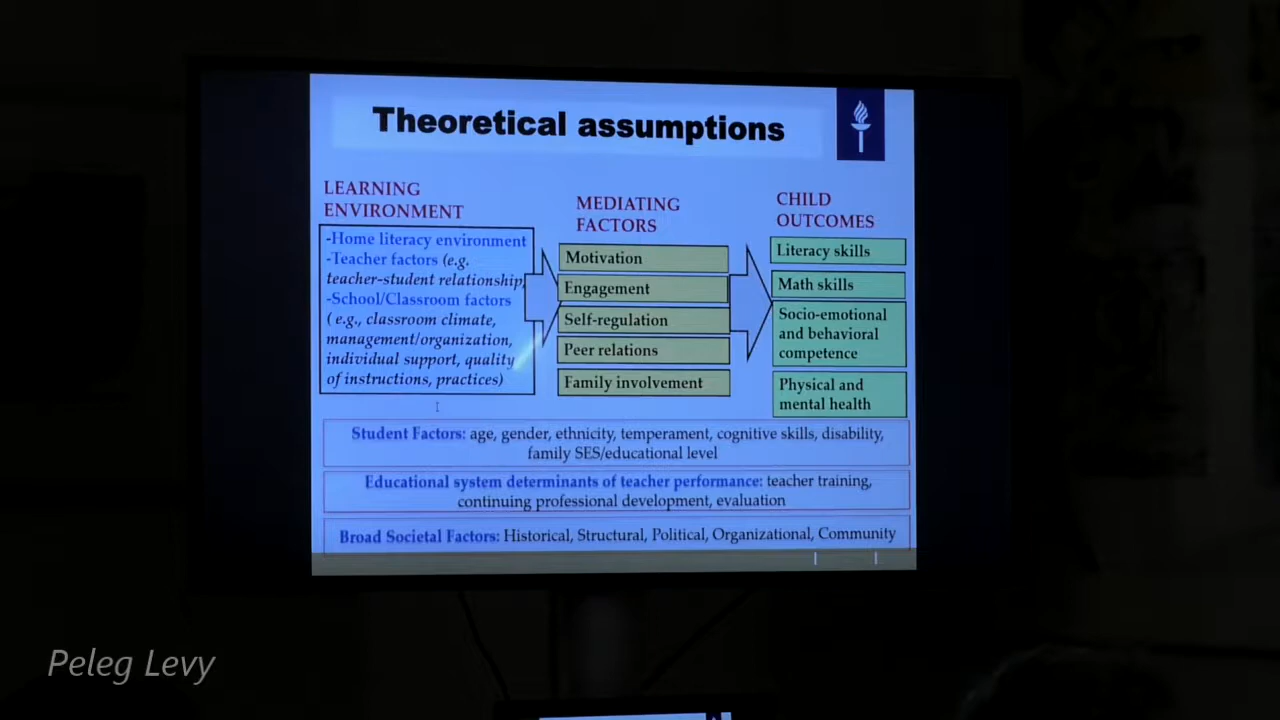 Theoretical assumptions
LEARNING
ENVIRONMENT
-Home literacy environment
-Teacher factors (e.g.
teacher-student relationship,
-School/Classroom factors
( e.g., classroom climate,
management/organization,
individual support, quality
of instructions, practices)
MEDIATING
FACTORS
Motivation
Engagement
Self-regulation
Peer relations
Family involvement
CHILD
OUTCOMES
Literacy skills
Math skills
Socio-emotional
and behavioral
competence
Physical and
mental health
Student Factors: age, gender, ethnicity, temperament, cognitive skills, disability,
family SES/educational level
Educational system determinants of teacher performance: teacher training,
continuing professional development, evaluation
Broad Societal Factors: Historical, Structural, Political, Organizational, Community
Peleg Levy